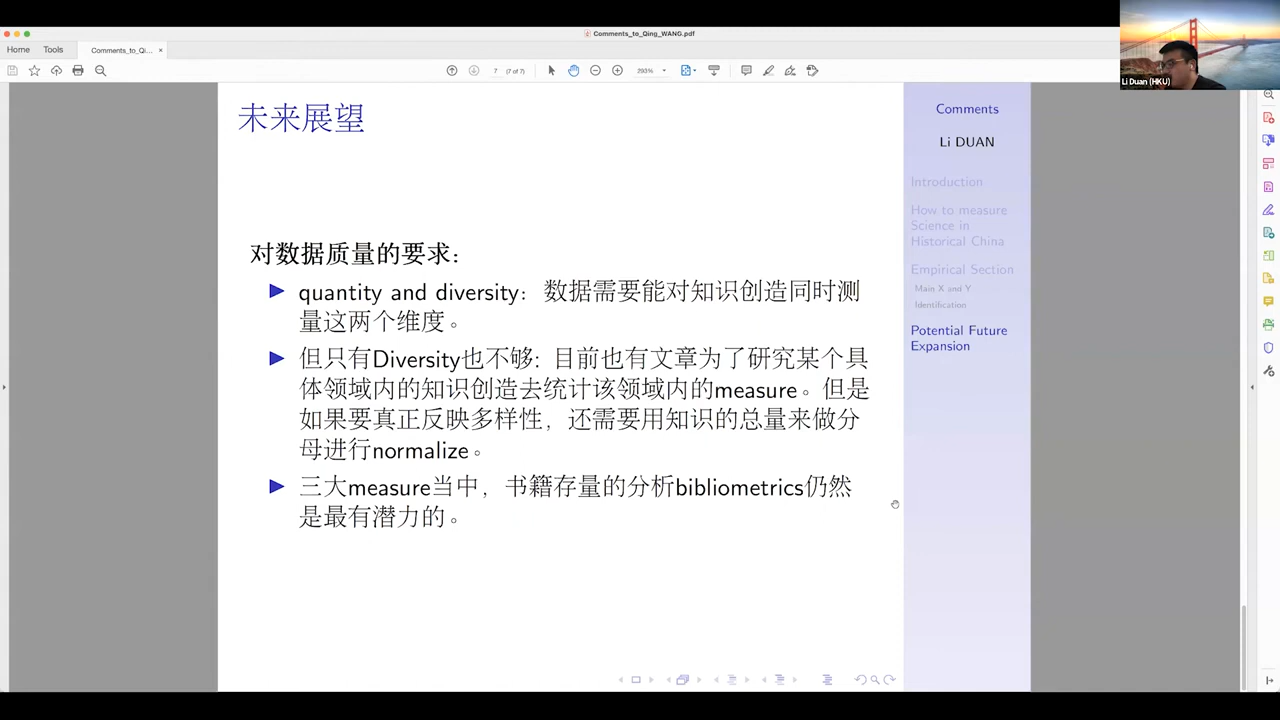 Comments_to_Qing_WANG.pdf
Home Tools Comments_to_Qi... ×
7 (7 of 7) 293%
Li Duan (HKU)
未来展望
对数据质量的要求:
quantity and diversity: 数据需要能对知识创造同时测
量这两个维度。
但只有Diversity也不够: 目前也有文章为了研究某个具
体领域内的知识创造去统计该领域内的measure。但是
如果要真正反映多样性，还需要用知识的总量来做分
母进行normalize。
三大measure当中，书籍存量的分析bibliometrics仍然
是最有潜力的。
Comments
Li DUAN
Introduction
How to measure
Science in
Historical China
Empirical Section
Main X and Y
Identification
Potential Future
Expansion